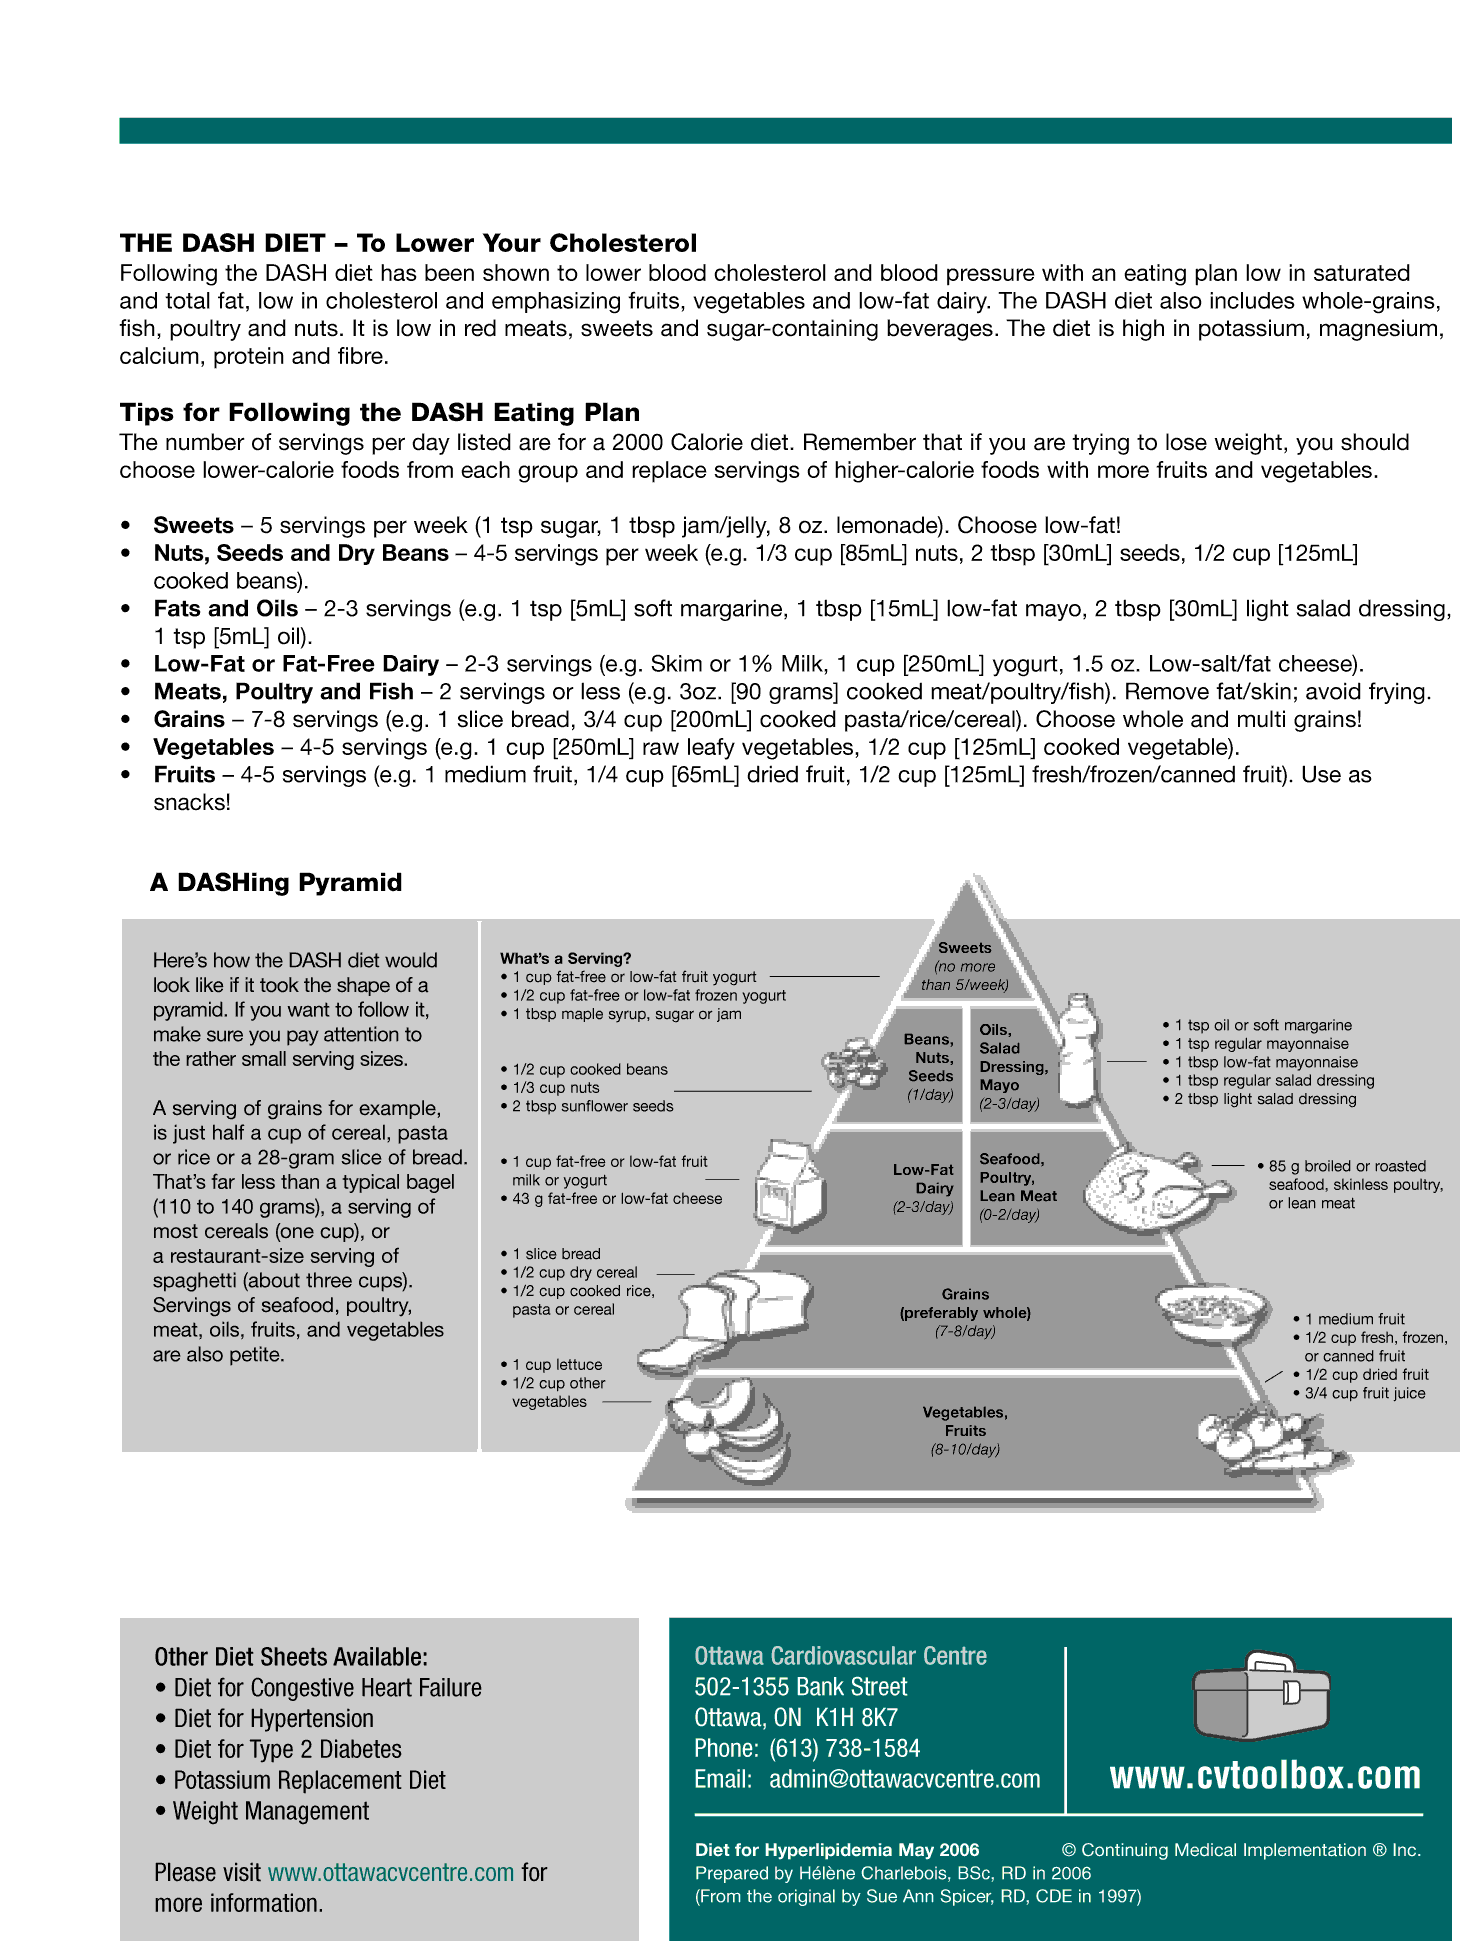 THE DASH DIET – To Lower Your Cholesterol
Following the DASH diet has been shown to lower blood cholesterol and blood pressure with an eating plan low in saturated
and total fat, low in cholesterol and emphasizing fruits, vegetables and low-fat dairy. The DASH diet also includes whole-grains,
fish, poultry and nuts. It is low in red meats, sweets and sugar-containing beverages. The diet is high in potassium, magnesium,
calcium, protein and fibre.
Tips for Following the DASH Eating Plan
The number of servings per day listed are for a 2000 Calorie diet. Remember that if you are trying to lose weight, you should
choose lower-calorie foods from each group and replace servings of higher-calorie foods with more fruits and vegetables.
• Sweets – 5 servings per week (1 tsp sugar, 1 tbsp jam/jelly, 8 oz. lemonade). Choose low-fat!
• Nuts, Seeds and Dry Beans – 4-5 servings per week (e.g. 1/3 cup [85mL] nuts, 2 tbsp [30mL] seeds, 1/2 cup [125mL]
cooked beans).
• Fats and Oils – 2-3 servings (e.g. 1 tsp [5mL] soft margarine, 1 tbsp [15mL] low-fat mayo, 2 tbsp [30mL] light salad dressing,
1 tsp [5mL] oil).
• Low-Fat or Fat-Free Dairy – 2-3 servings (e.g. Skim or 1% Milk, 1 cup [250mL] yogurt, 1.5 oz. Low-salt/fat cheese).
• Meats, Poultry and Fish – 2 servings or less (e.g. 3oz. [90 grams] cooked meat/poultry/fish). Remove fat/skin; avoid frying.
• Grains – 7-8 servings (e.g. 1 slice bread, 3/4 cup [200mL] cooked pasta/rice/cereal). Choose whole and multi grains!
• Vegetables – 4-5 servings (e.g. 1 cup [250mL] raw leafy vegetables, 1/2 cup [125mL] cooked vegetable).
• Fruits – 4-5 servings (e.g. 1 medium fruit, 1/4 cup [65mL] dried fruit, 1/2 cup [125mL] fresh/frozen/canned fruit). Use as
snacks!
A DASHing Pyramid
Here's how the DASH diet would
look like if it took the shape of a
pyramid. If you want to follow it,
make sure you pay attention to
the rather small serving sizes.
A serving of grains for example,
is just half a cup of cereal, pasta
or rice or a 28-gram slice of bread.
That's far less than a typical bagel
(110 to 140 grams), a serving of
most cereals (one cup), or
a restaurant-size serving of
spaghetti (about three cups).
Servings of seafood, poultry,
meat, oils, fruits, and vegetables
are also petite.
What's a Serving?
• 1 cup fat-free or low-fat fruit yogurt
• 1/2 cup fat-free or low-fat frozen yogurt
• 1 tbsp maple syrup, sugar or jam
• 1/2 cup cooked beans
• 1/3 cup nuts
• 2 tbsp sunflower seeds
• 1 cup fat-free or low-fat fruit
milk or yogurt
• 43 g fat-free or low-fat cheese
• 1 slice bread
• 1/2 cup dry cereal
• 1/2 cup cooked rice,
pasta or cereal
• 1 cup lettuce
• 1/2 cup other
vegetables
Sweets
(no more
than 5/week)
Beans,
Nuts,
Seeds
(1/day)
Oils,
Salad
Dressing,
Mayo
(2-3/day)
Low-Fat
Dairy
(2-3/day)
Seafood,
Poultry,
Lean Meat
(0-2/day)
Grains
(preferably whole)
(7-8/day)
Vegetables,
Fruits
(8-10/day)
• 1 tsp oil or soft margarine
• 1 tsp regular mayonnaise
• 1 tbsp low-fat mayonnaise
• 1 tbsp regular salad dressing
• 2 tbsp light salad dressing
• 85 g broiled or roasted
seafood, skinless poultry,
or lean meat
• 1 medium fruit
• 1/2 cup fresh, frozen,
or canned fruit
• 1/2 cup dried fruit
• 3/4 cup fruit juice
Other Diet Sheets Available:
• Diet for Congestive Heart Failure
• Diet for Hypertension
• Diet for Type 2 Diabetes
• Potassium Replacement Diet
• Weight Management
Please visit www.ottawacvcentre.com for
more information.
Ottawa Cardiovascular Centre
502-1355 Bank Street
Ottawa, ON K1H 8K7
Phone: (613) 738-1584
Email: admin@ottawacvcentre.com
www.cvtoolbox.com
Diet for Hyperlipidemia May 2006 © Continuing Medical Implementation ® Inc.
Prepared by Hélène Charlebois, BSc, RD in 2006
(From the original by Sue Ann Spicer, RD, CDE in 1997)